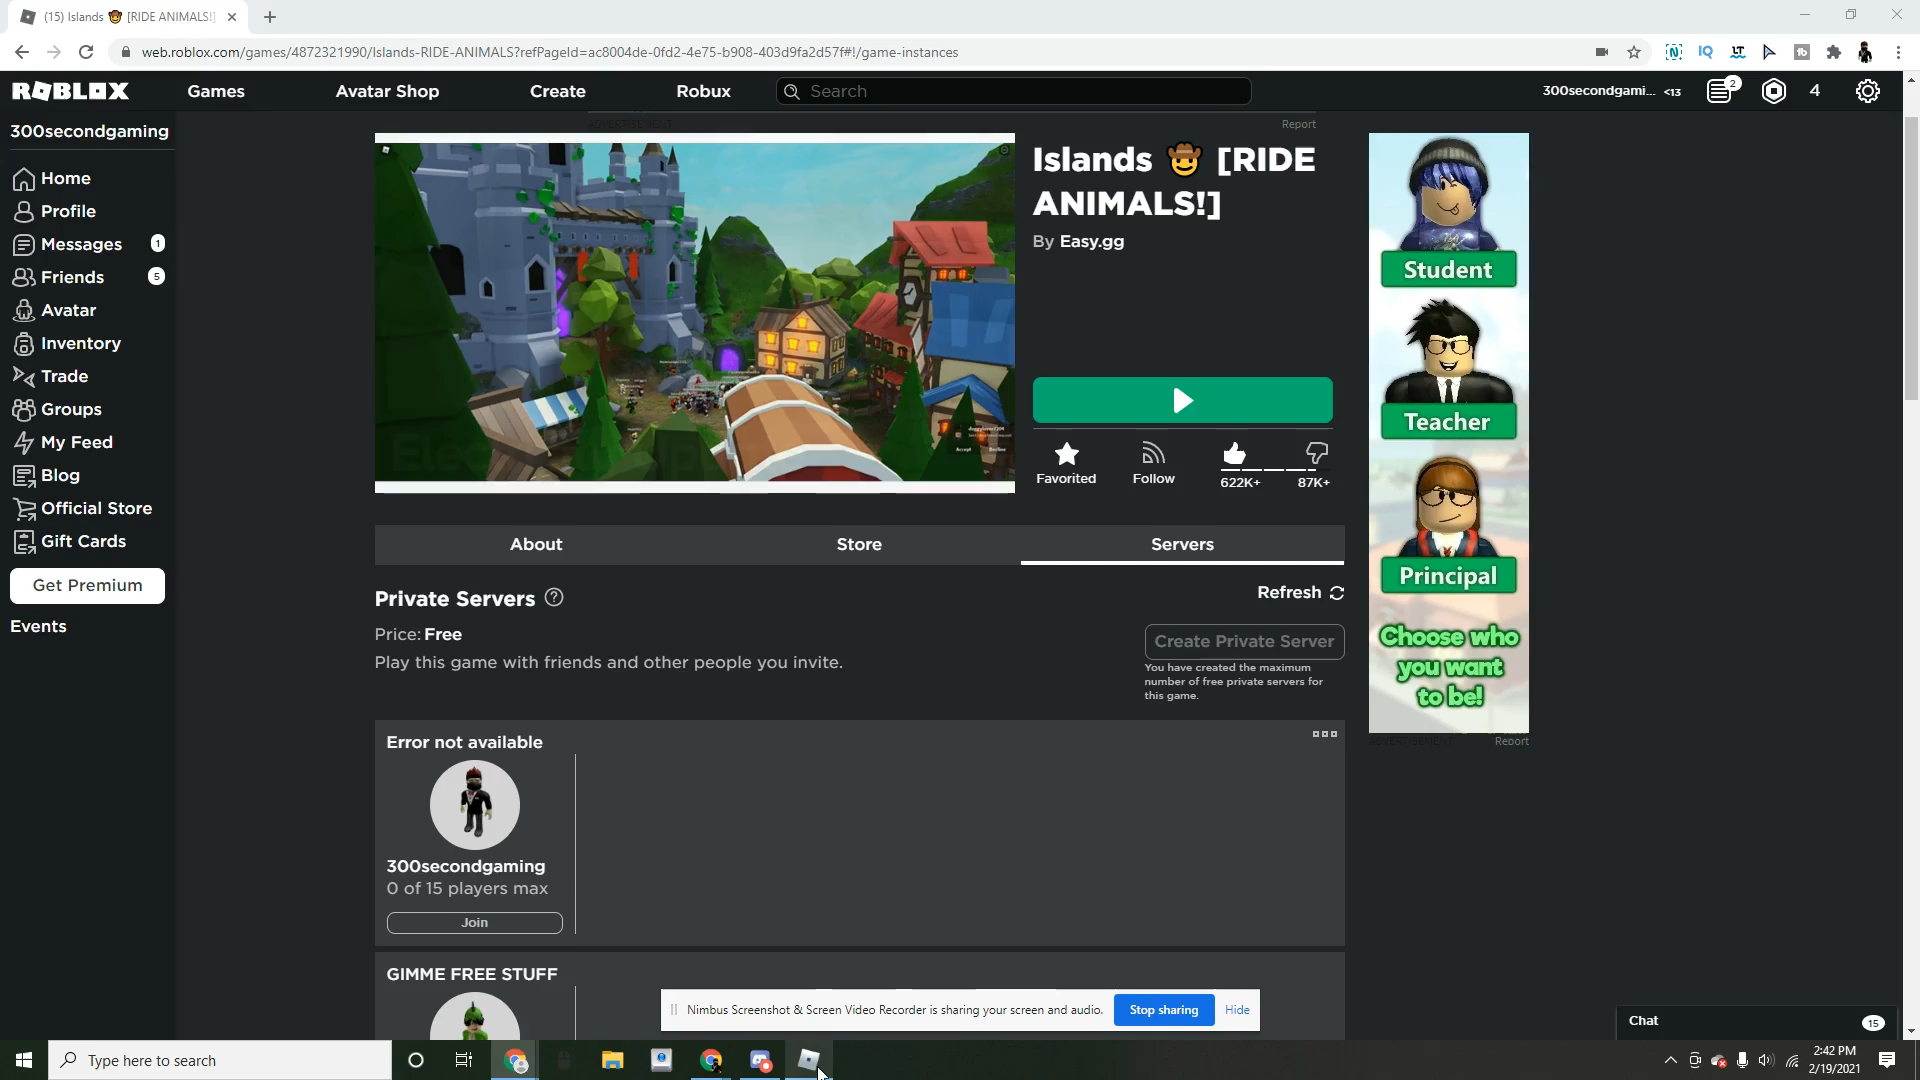 (15) Islands 🤠 [RIDE ANIMALS!]
web.roblox.com/games/4872321990/Islands-RIDE-ANIMALS?refPageId=ac8004de-0fd2-4e75-b908-403d9fa2d57f#!/game-instances
ROBLOX
Games
Avatar Shop
Create
Robux
Search
300secondgami... <13
2
4
300secondgaming
Home
Profile
Messages 1
Friends 5
Avatar
Inventory
Trade
Groups
My Feed
Blog
Official Store
Gift Cards
Get Premium
Events
ADVERTISEMENT
Report
Islands 🤠 [RIDE
ANIMALS!]
By Easy.gg
Favorited
Follow
622K+
87K+
Accept
About
Store
Servers
Private Servers
Refresh
Price: Free
Play this game with friends and other people you invite.
Create Private Server
You have created the maximum
number of free private servers for
this game.
Error not available
300secondgaming
0 of 15 players max
Join
GIMME FREE STUFF
Student
Teacher
Principal
Choose who
you want
to be!
ADVERTISEMENT
Report
Nimbus Screenshot & Screen Video Recorder is sharing your screen and audio.
Stop sharing
Hide
Chat
15
Type here to search
2:42 PM
2/19/2021